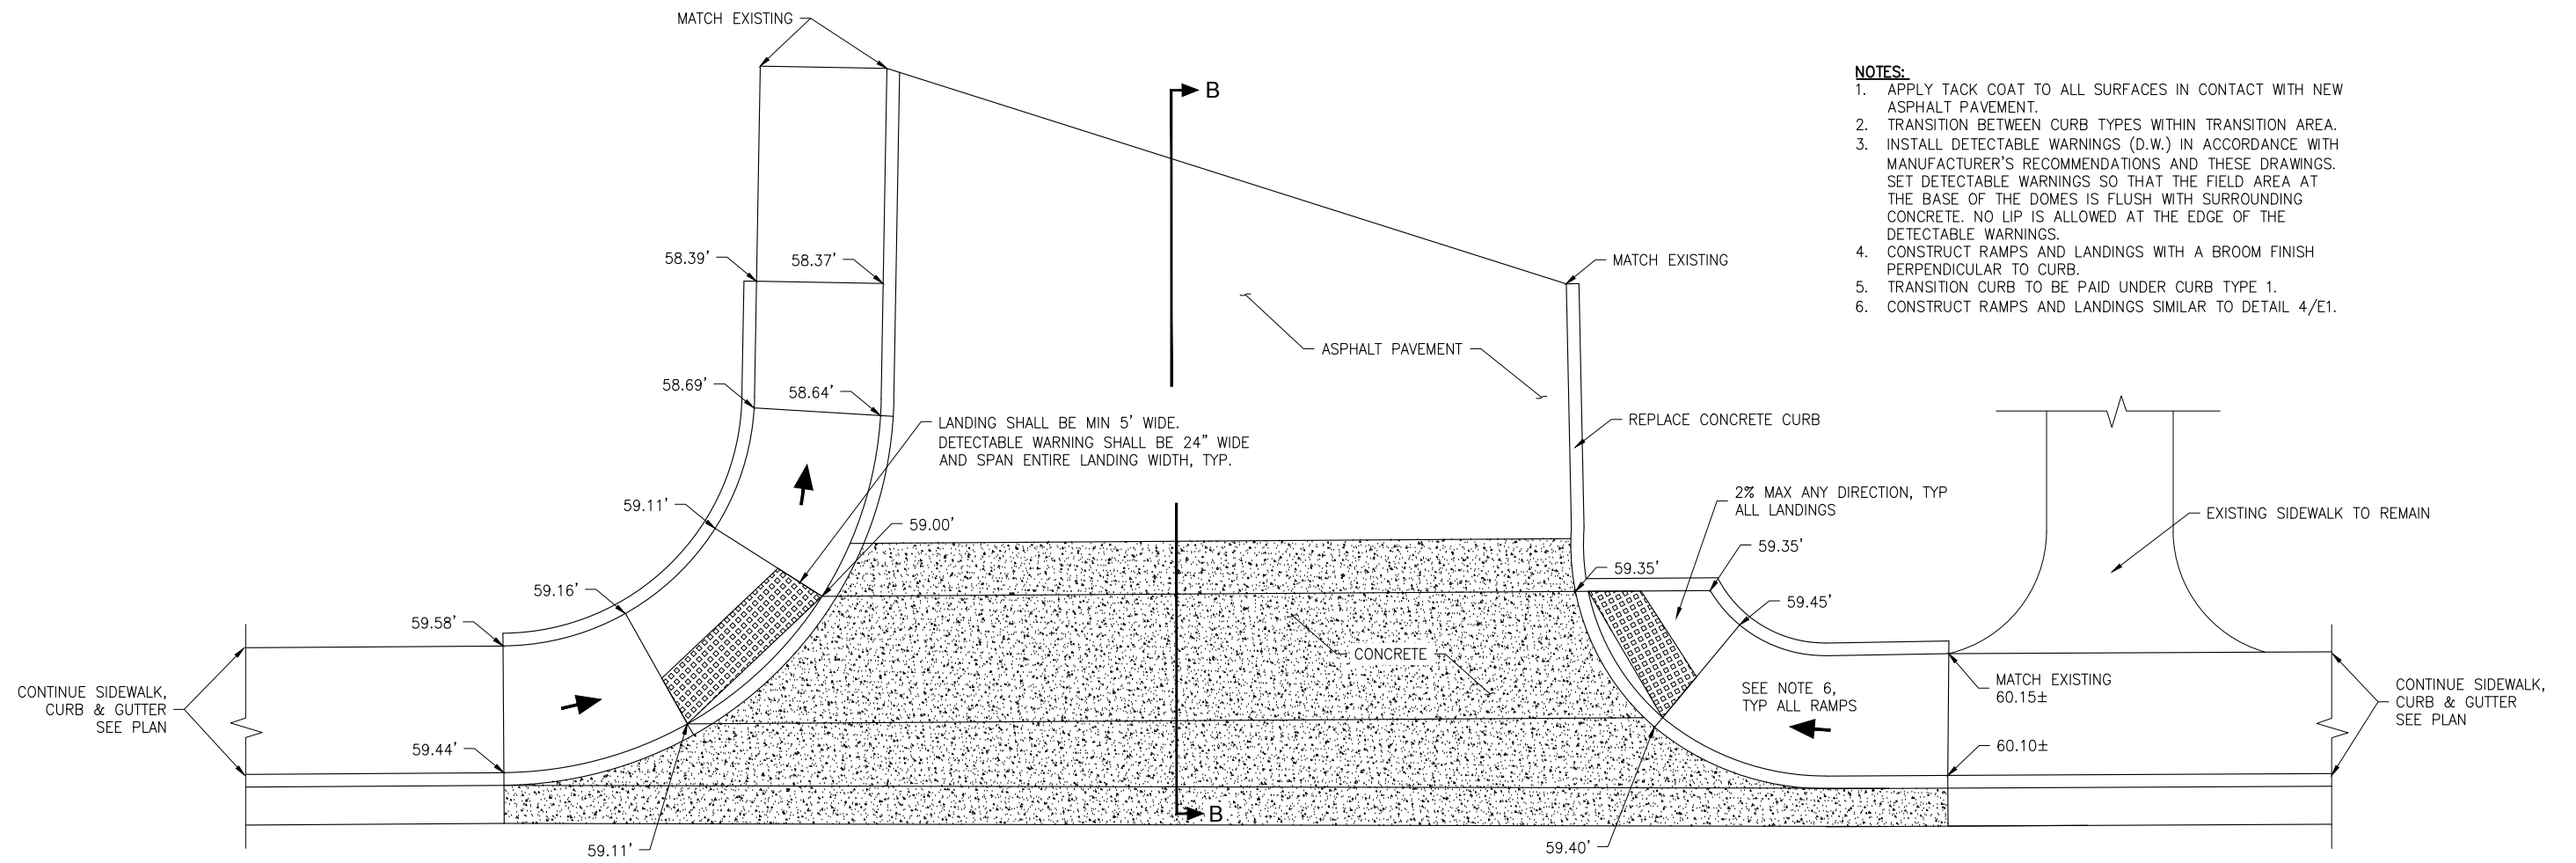 MATCH EXISTING
B
NOTES:
1. APPLY TACK COAT TO ALL SURFACES IN CONTACT WITH NEW
ASPHALT PAVEMENT.
2. TRANSITION BETWEEN CURB TYPES WITHIN TRANSITION AREA.
3. INSTALL DETECTABLE WARNINGS (D.W.) IN ACCORDANCE WITH
MANUFACTURER'S RECOMMENDATIONS AND THESE DRAWINGS.
SET DETECTABLE WARNINGS SO THAT THE FIELD AREA AT
THE BASE OF THE DOMES IS FLUSH WITH SURROUNDING
CONCRETE. NO LIP IS ALLOWED AT THE EDGE OF THE
DETECTABLE WARNINGS.
4. CONSTRUCT RAMPS AND LANDINGS WITH A BROOM FINISH
PERPENDICULAR TO CURB.
5. TRANSITION CURB TO BE PAID UNDER CURB TYPE 1.
6. CONSTRUCT RAMPS AND LANDINGS SIMILAR TO DETAIL 4/E1.
58.39'
58.37'
MATCH EXISTING
ASPHALT PAVEMENT
58.69'
58.64'
LANDING SHALL BE MIN 5' WIDE.
DETECTABLE WARNING SHALL BE 24" WIDE
AND SPAN ENTIRE LANDING WIDTH, TYP.
REPLACE CONCRETE CURB
59.11'
59.00'
2% MAX ANY DIRECTION, TYP
ALL LANDINGS
EXISTING SIDEWALK TO REMAIN
59.35'
59.35'
59.16'
59.45'
59.58'
CONCRETE
CONTINUE SIDEWALK,
CURB & GUTTER
SEE PLAN
SEE NOTE 6,
TYP ALL RAMPS
MATCH EXISTING
60.15±
CONTINUE SIDEWALK,
CURB & GUTTER
SEE PLAN
59.44'
60.10±
B
59.11'
59.40'